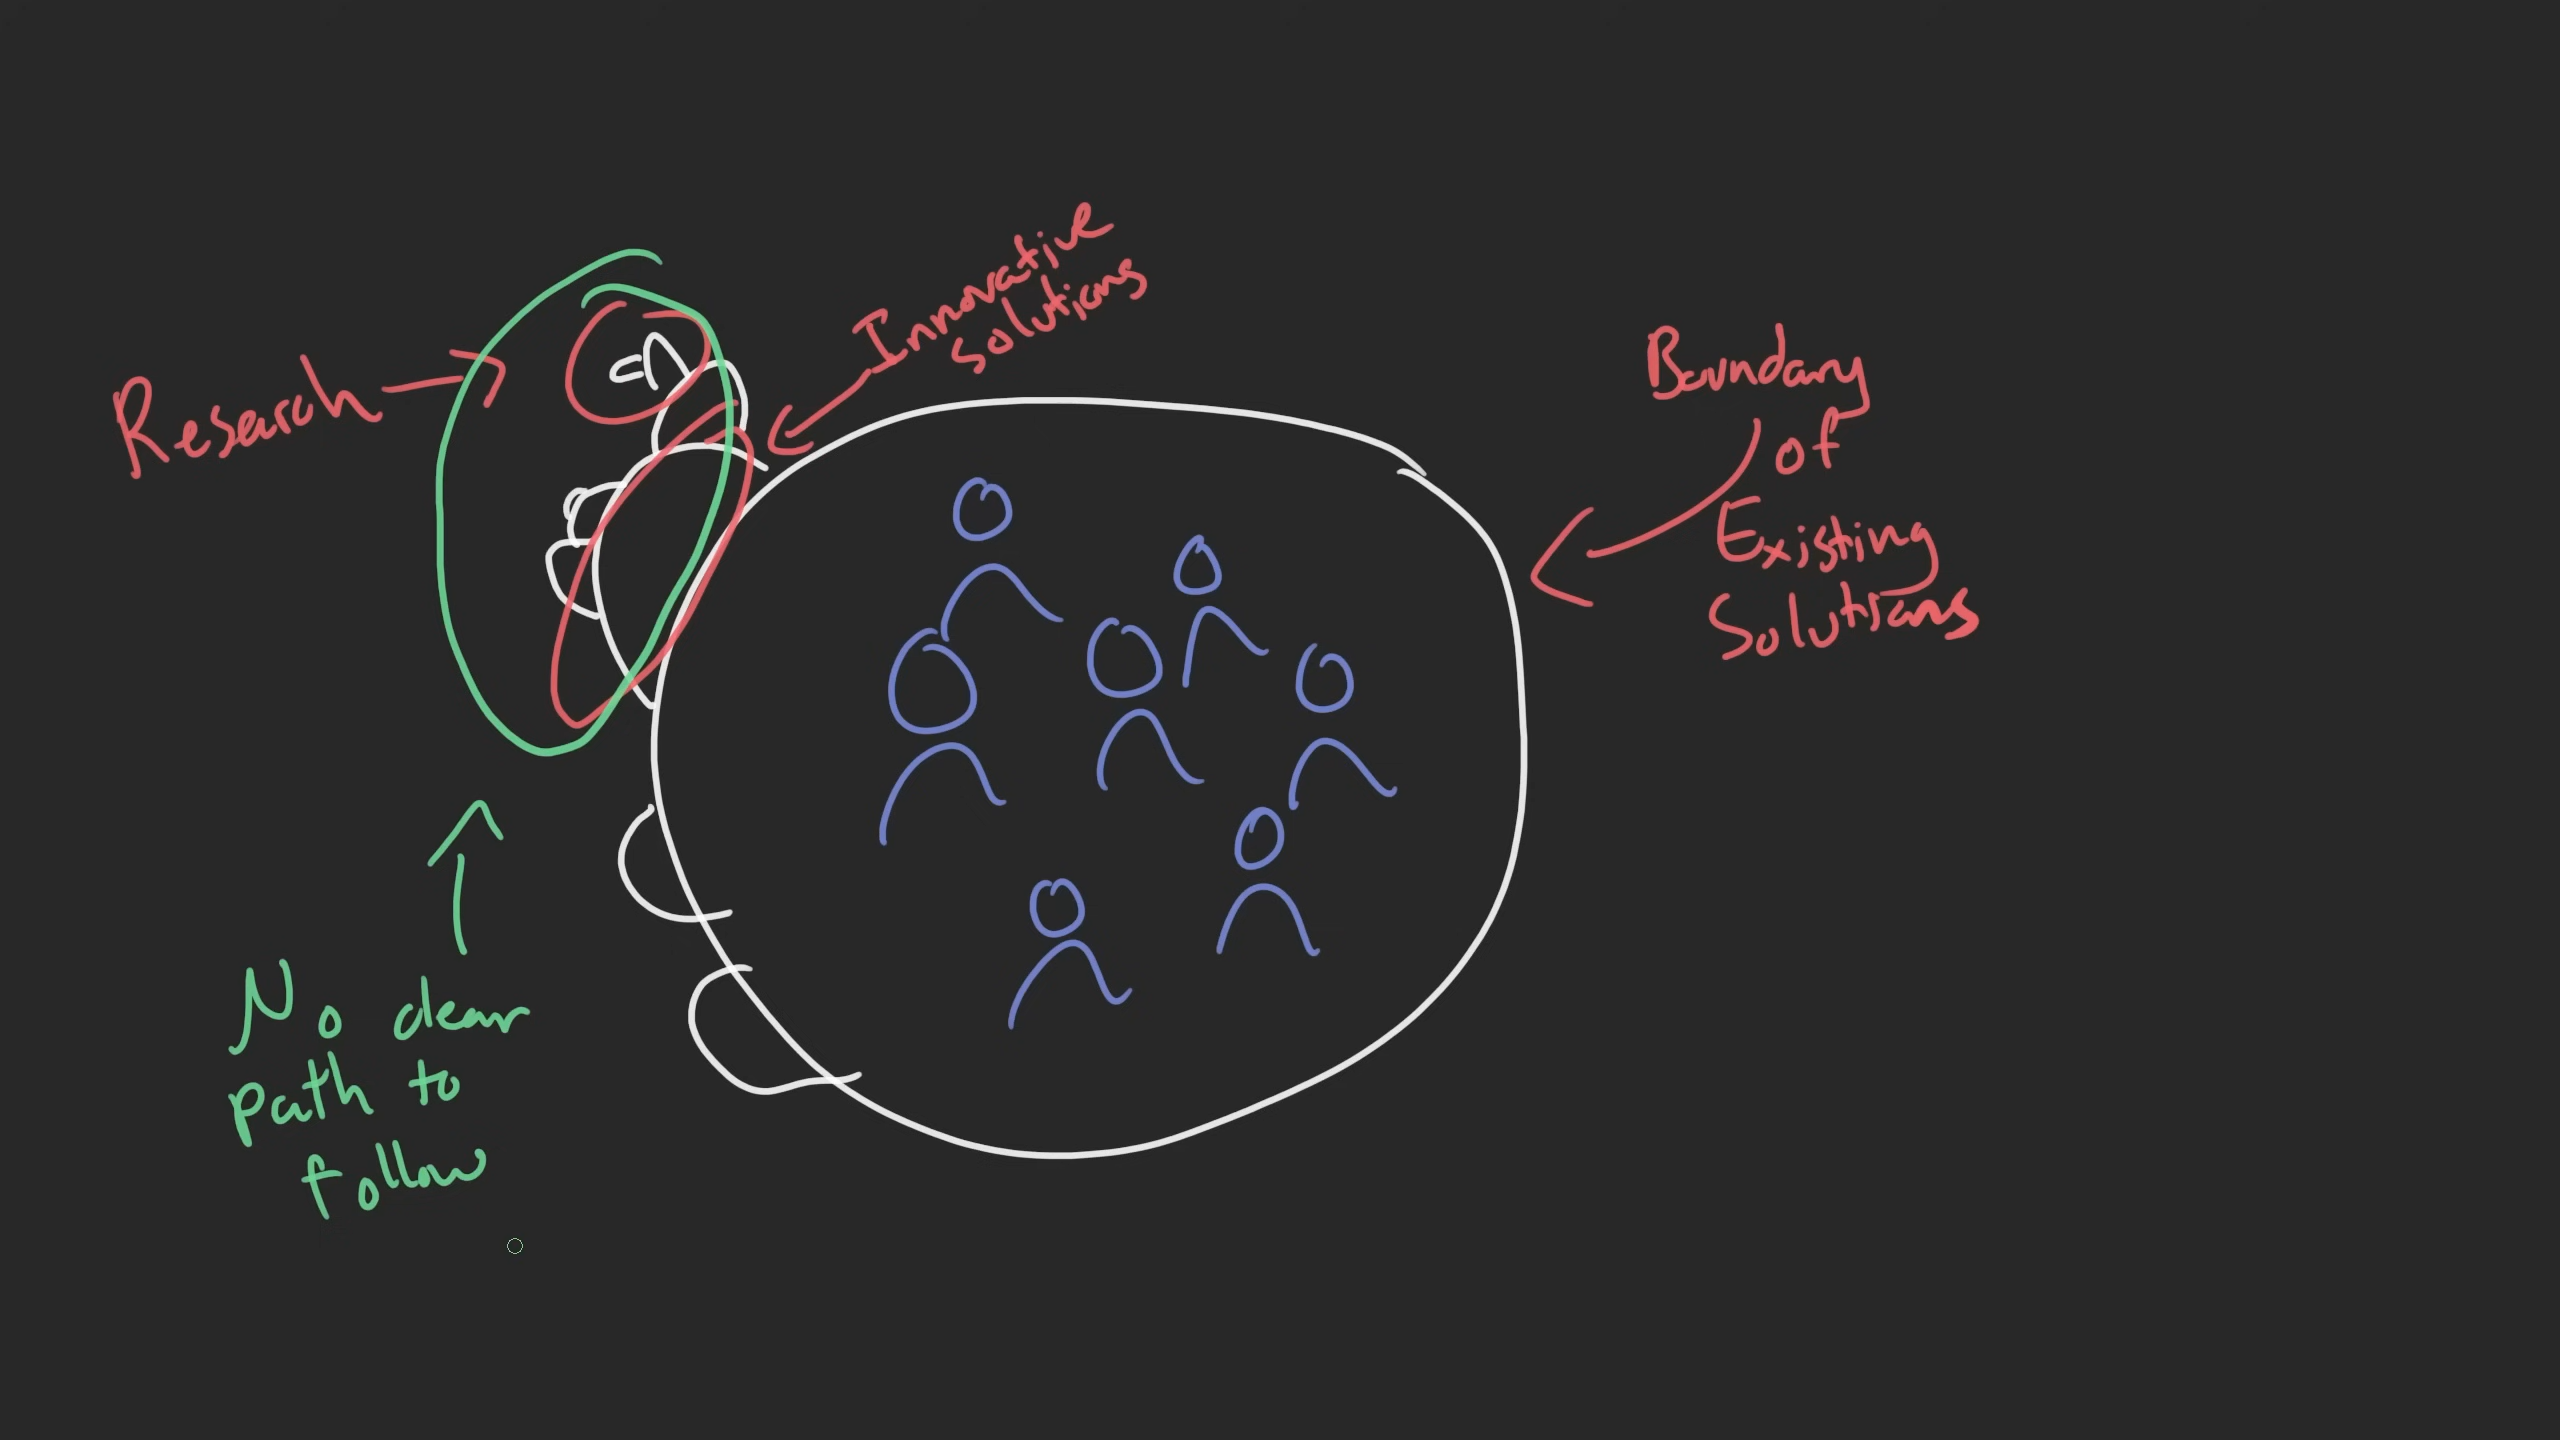 Research
Innovative
Solutions
Boundary
of
Existing
Solutions
No clear
path to
follow